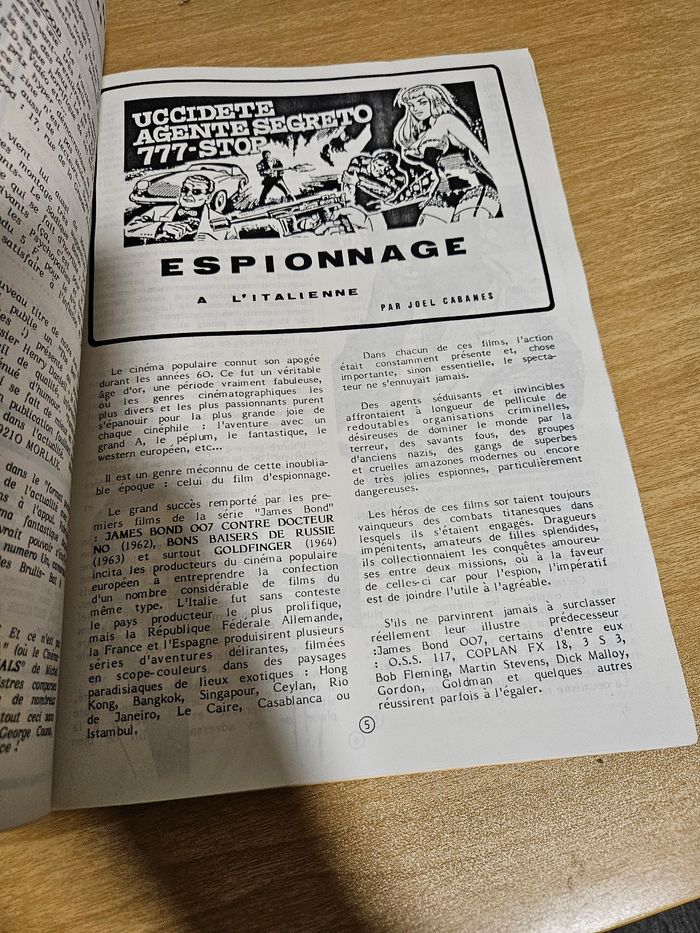 vient lui
UCCIDETE
AGENTE SEGRETO
777-STOP
ESPIONNAGE
A L'ITALIENNE
PAR JOEL CABANES
Le cinéma populaire connut son apogée
durant les années 60. Ce fut un véritable
âge d'or, une période vraiment fabuleuse,
où les genres cinématographiques les
plus divers et les plus passionnants purent
s'épanouir pour la plus grande joie de
chaque cinéphile : l'aventure avec un
grand A, le péplum, le fantastique, le
western européen, etc...
Il est un genre méconnu de cette inoublia-
ble époque : celui du film d'espionnage.
Le grand succès remporté par les pre-
miers films de la série "James Bond"
: JAMES BOND 007 CONTRE DOCTEUR
NO (1962), BONS BAISERS DE RUSSIE
(1963) et surtout GOLDFINGER (1964)
incita les producteurs du cinéma populaire
européen à entreprendre la confection
d'un nombre considérable de films du
même type. L'Italie fut sans conteste
le pays producteur le plus prolifique,
mais la République Fédérale Allemande,
la France et l'Espagne produisirent plusieurs
séries d'aventures délirantes, filmées
en scope-couleurs dans des paysages
paradisiaques de lieux exotiques : Hong
Kong, Bangkok, Singapour, Ceylan, Rio
de Janeiro, Le Caire, Casablanca ou
Istambul.
Dans chacun de ces films, l'action
était constamment présente et, chose
importante, sinon essentielle, le specta-
teur ne s'ennuyait jamais.
Des agents séduisants et invincibles
affrontaient à longueur de pellicule de
redoutables organisations criminelles,
désireuses de dominer le monde par la
terreur, des savants fous, des groupes
d'anciens nazis, des gangs de superbes
et cruelles amazones modernes ou encore
de très jolies espionnes, particulièrement
dangereuses.
Les héros de ces films sortaient toujours
vainqueurs des combats titanesques dans
lesquels ils s'étaient engagés. Dragueurs
impénitents, amateurs de filles splendides,
ils collectionnaient les conquêtes amoureu-
ses entre deux missions, où à la faveur
de celles-ci car pour l'espion, l'impératif
est de joindre l'utile à l'agréable.
S'ils ne parvinrent jamais à surclasser
réellement leur illustre prédecesseur
:James Bond 007, certains d'entre eux
: O.S.S. 117, COPLAN FX 18, 3 S 3,
Bob Fleming, Martin Stevens, Dick Malloy,
Gordon, Goldman et quelques autres
réussirent parfois à l'égaler.
5